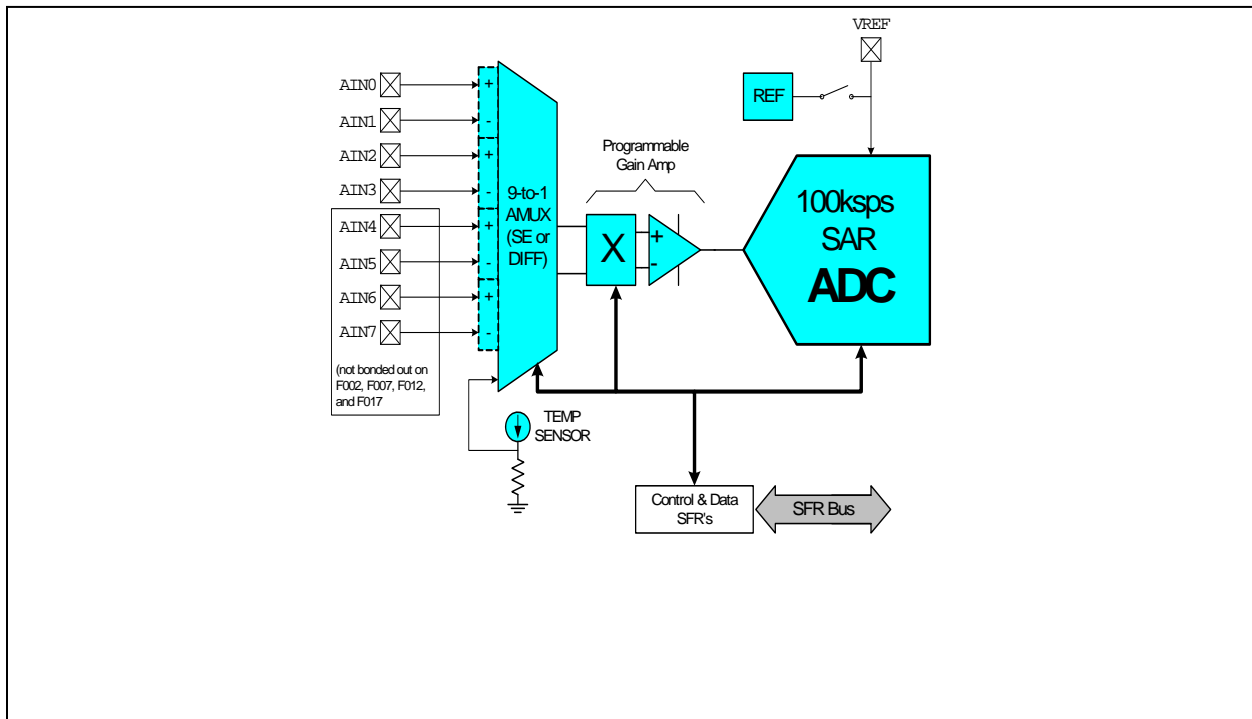 VREF
AIN0
AIN1
AIN2
AIN3
AIN4
AIN5
AIN6
AIN7
(not bonded out on
F002, F007, F012,
and F017
+
-
+
-
+
-
+
-
9-to-1
AMUX
(SE or
DIFF)
Programmable
Gain Amp
X
+
-
REF
100ksps
SAR
ADC
TEMP
SENSOR
Control & Data
SFR's
SFR Bus